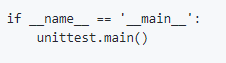 if __name__ == '__main__':
    unittest.main()